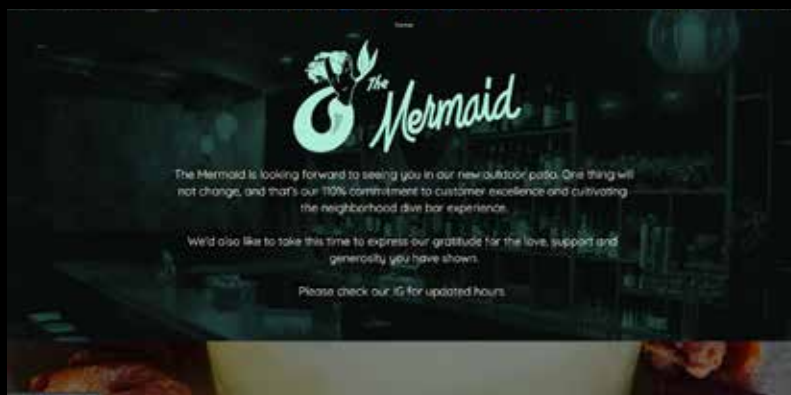 Home
The
Mermaid
The Mermaid is looking forward to seeing you in our new outdoor patio. One thing will
not change, and that's our 110% commitment to customer excellence and cultivating
the neighborhood dive bar experience.
We'd also like to take this time to express our gratitude for the love, support and
generosity you have shown.
Please check our IG for updated hours.